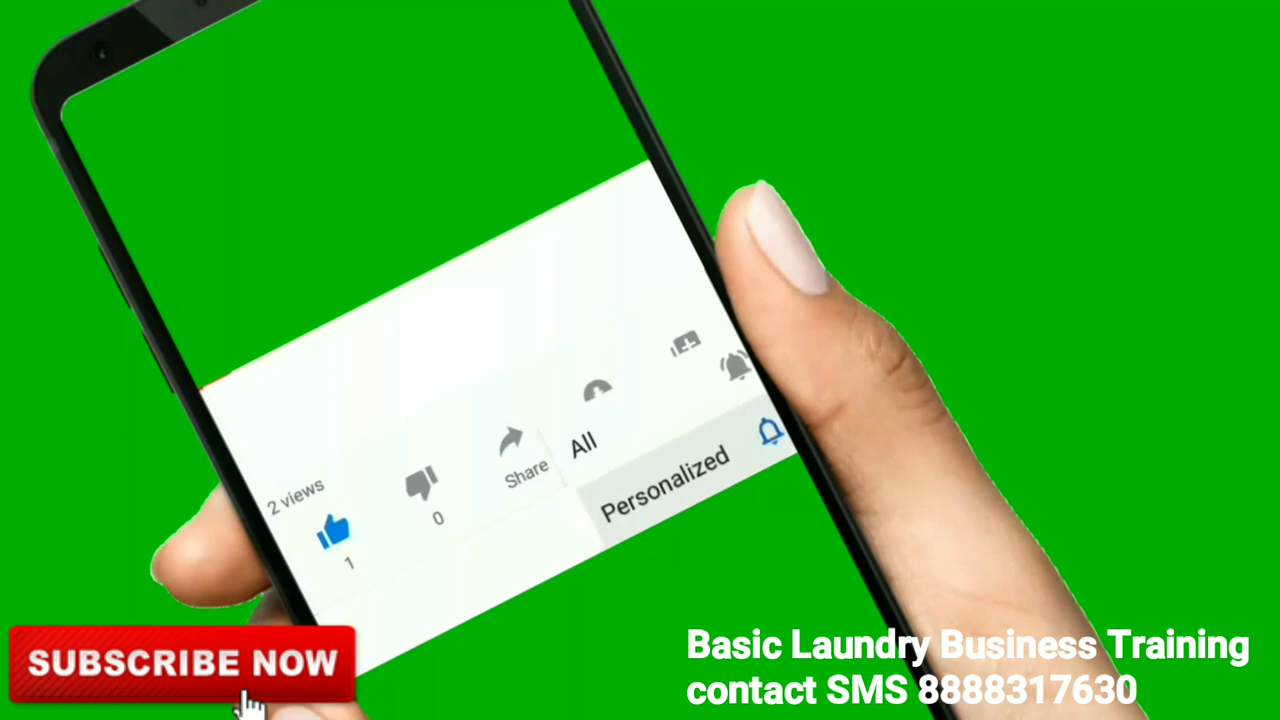 2 views
1
0
Share
All
Personalized
SUBSCRIBE NOW
Basic Laundry Business Training
contact SMS 8888317630